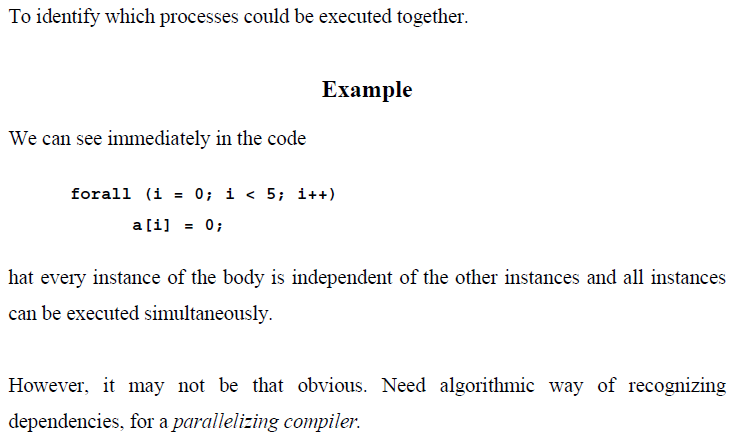 To identify which processes could be executed together.
Example
We can see immediately in the code
forall (i = 0; i < 5; i++)
a[i] = 0;
hat every instance of the body is independent of the other instances and all instances
can be executed simultaneously.
However, it may not be that obvious. Need algorithmic way of recognizing
dependencies, for a parallelizing compiler.